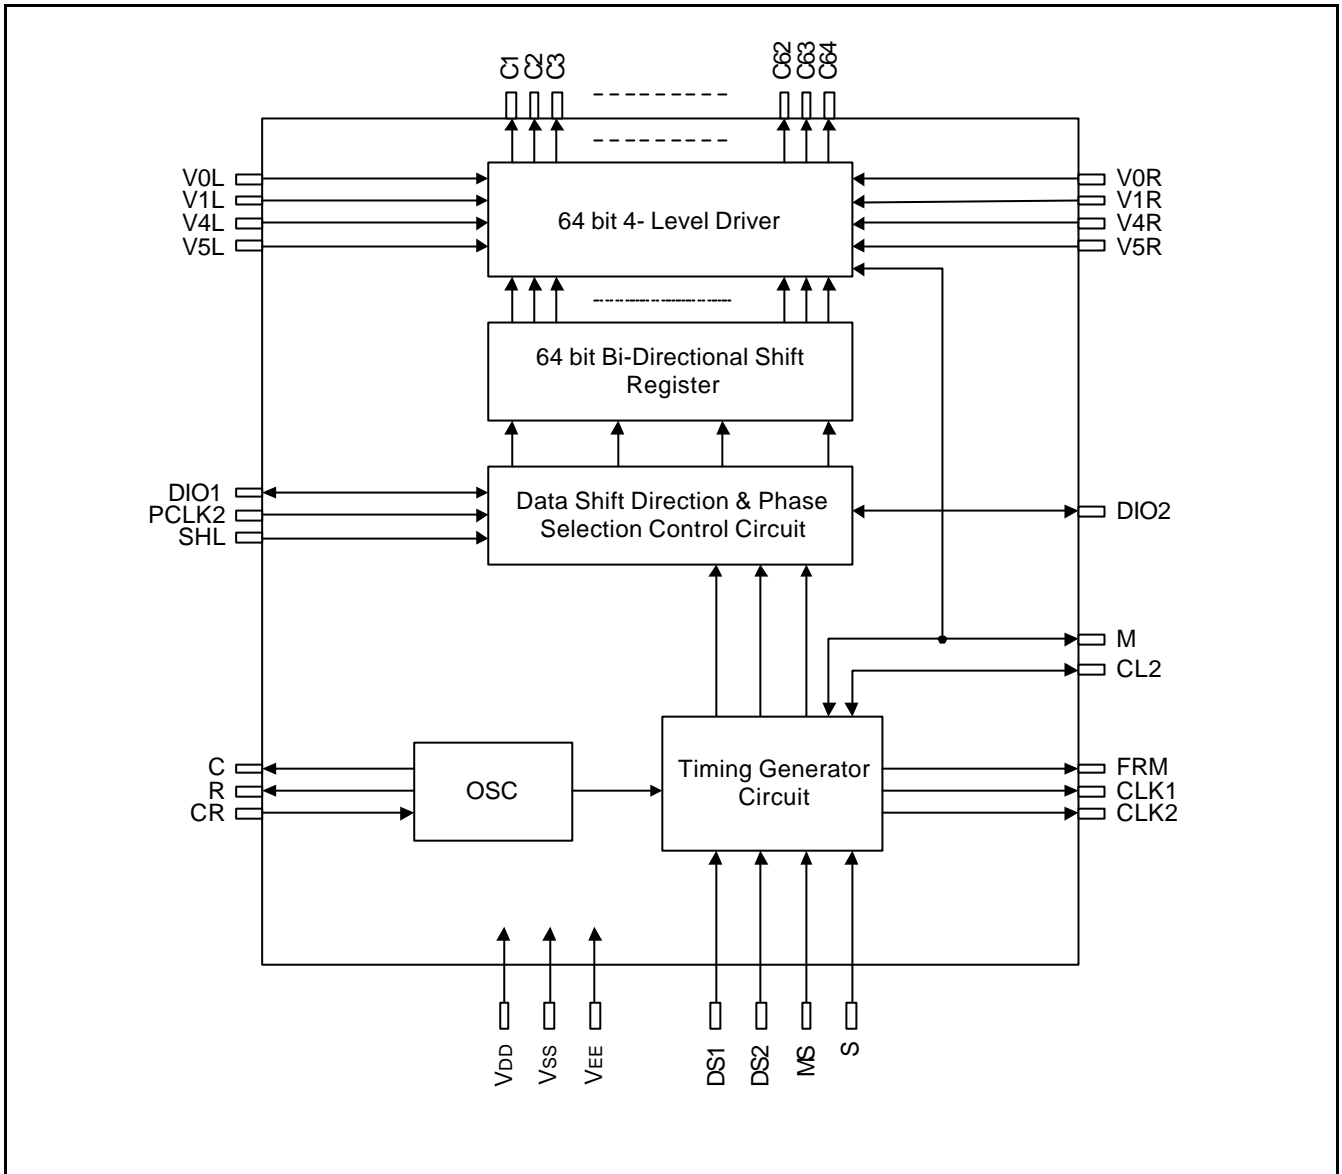 C1
C2
C3
C62
C63
C64
V0L
V1L
V4L
V5L
V0R
V1R
V4R
V5R
64 bit 4- Level Driver
64 bit Bi-Directional Shift
Register
DIO1
PCLK2
SHL
Data Shift Direction & Phase
Selection Control Circuit
DIO2
M
CL2
C
R
CR
OSC
Timing Generator
Circuit
FRM
CLK1
CLK2
VDD
VSS
VEE
DS1
DS2
MS
S